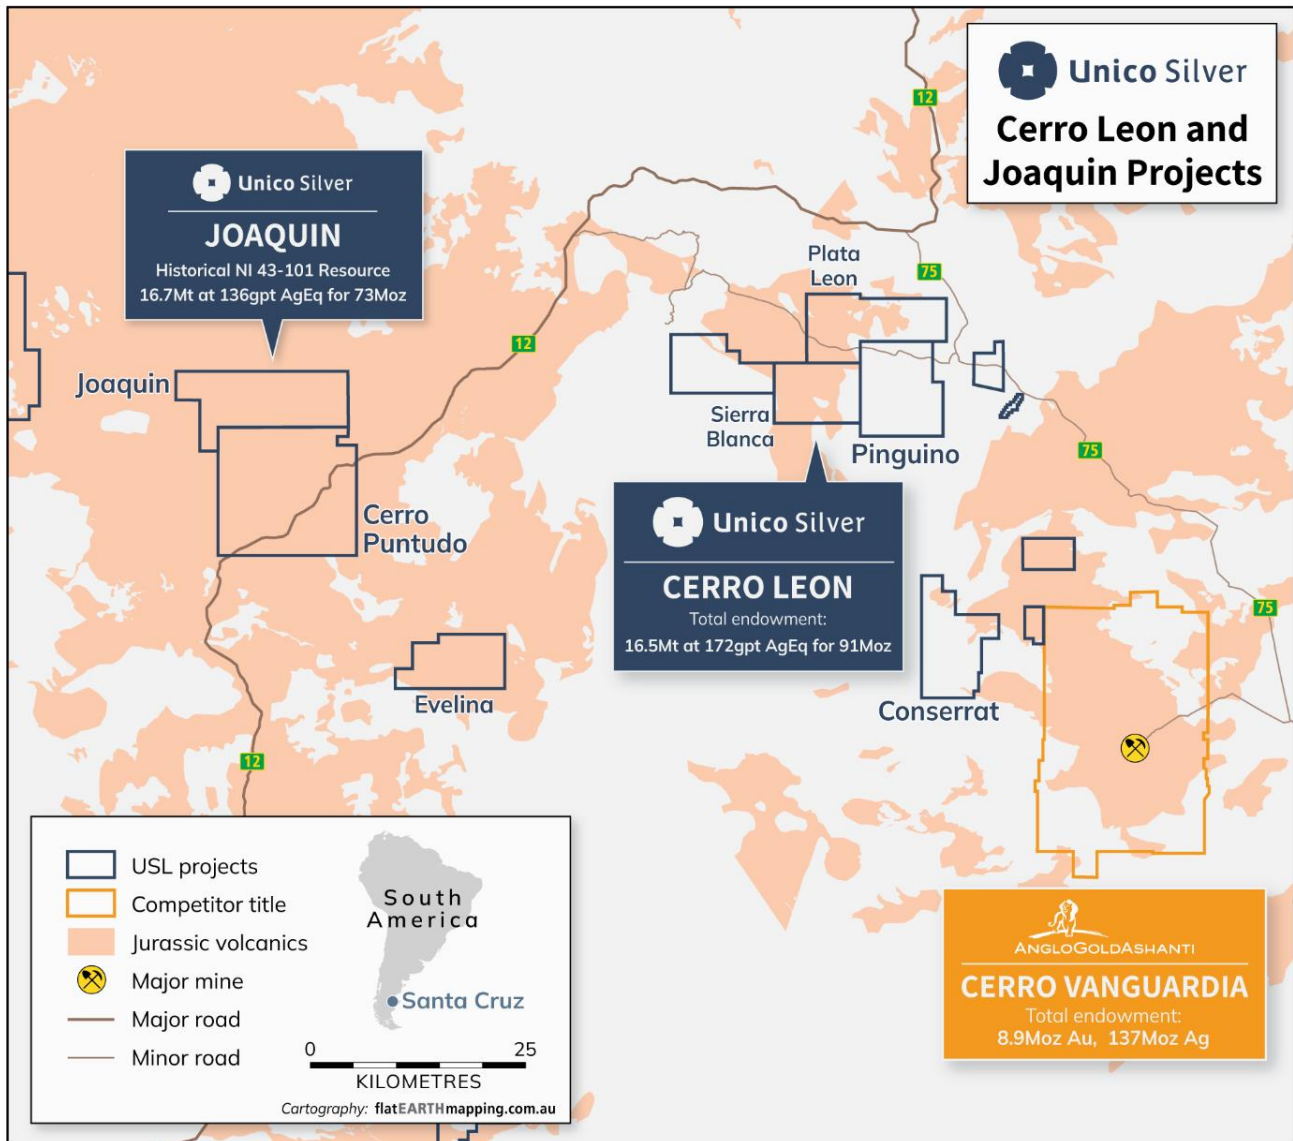 Unico Silver
Cerro Leon and
Joaquin Projects
12
Unico Silver
JOAQUIN
Historical NI 43-101 Resource
16.7Mt at 136gpt AgEq for 73Moz
Plata
Leon
75
12
Joaquin
Sierra
Blanca
Pinguino
75
Cerro
Puntudo
Unico Silver
CERRO LEON
Total endowment:
16.5Mt at 172gpt AgEq for 91Moz
75
Evelina
Conserrat
12
USL projects
Competitor title
Jurassic volcanics
Major mine
Major road
Minor road
South
America
Santa Cruz
0 25
KILOMETRES
Cartography: flatEARTHmapping.com.au
ANGLOGOLDASHANTI
CERRO VANGUARDIA
Total endowment:
8.9Moz Au, 137Moz Ag